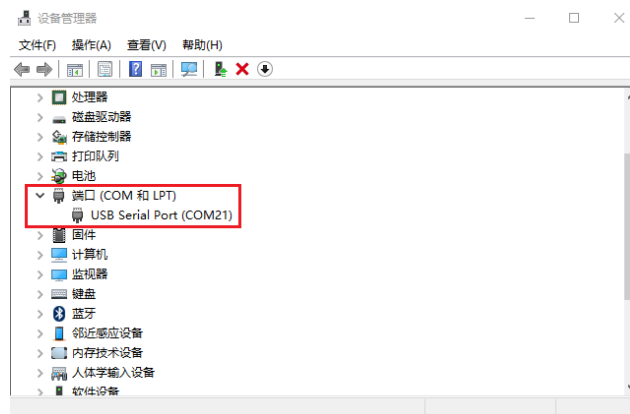 设备管理器
文件(F) 操作(A) 查看(V) 帮助(H)
处理器
磁盘驱动器
存储控制器
打印队列
电池
端口 (COM 和 LPT)
USB Serial Port (COM21)
固件
计算机
监视器
键盘
蓝牙
邻近感应设备
内存技术设备
人体学输入设备
软件设备